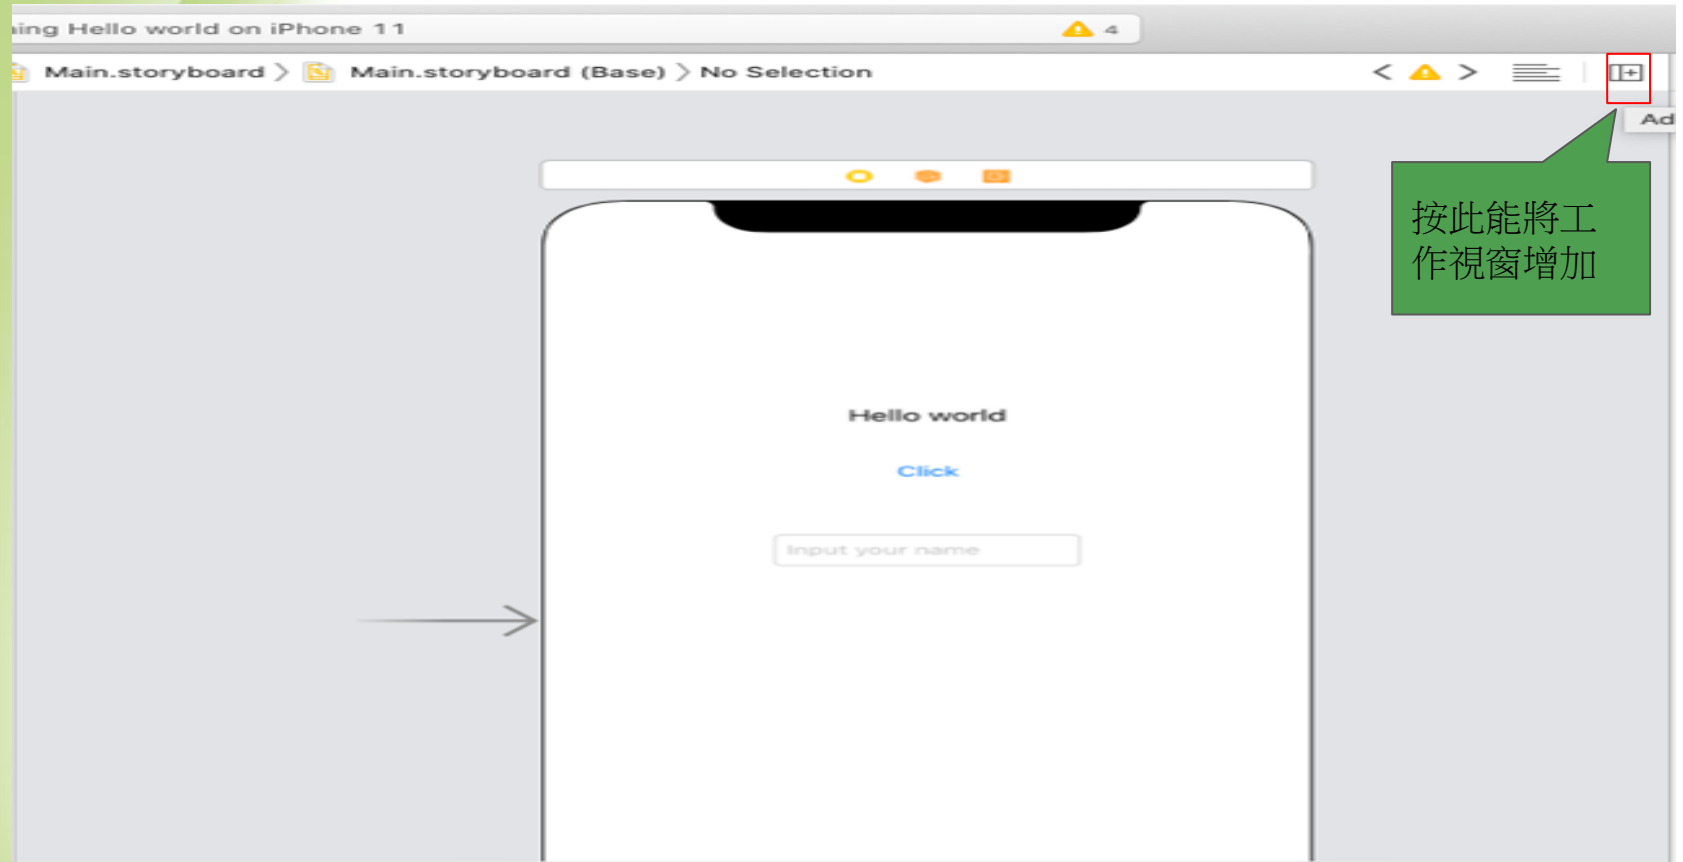 ing Hello world on iPhone 11
4
Main.storyboard > Main.storyboard (Base) > No Selection
Ad
按此能將工
作視窗增加
Hello world
Click
Input your name